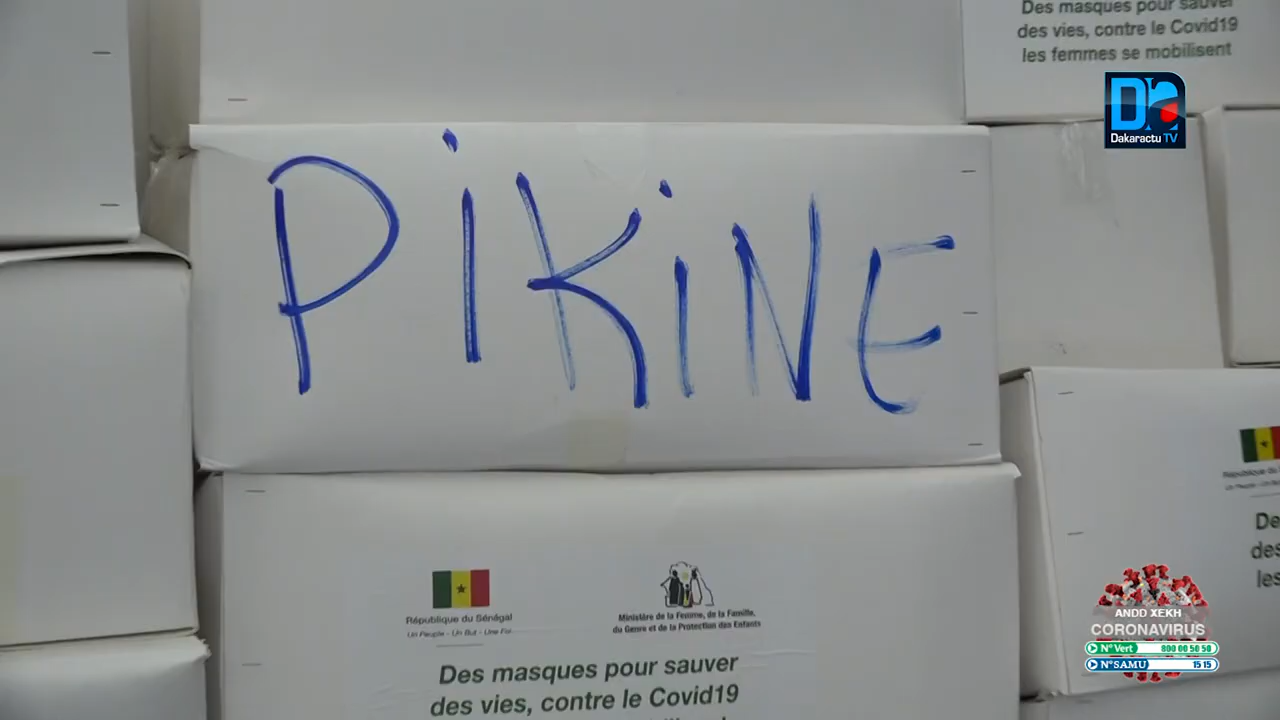 Des masques pour sauver
des vies, contre le Covid19
les femmes se mobilisent
Dakaractu TV
PiKiNE
République du Sénégal
Un Peuple - Un But - Une Foi
Ministère de la Femme, de la Famille,
du Genre et de la Protection des Enfants
Des masques pour sauver
des vies, contre le Covid19
République du
De
des
les
ANDD XEKH
CORONAVIRUS
N° Vert 800 00 50 50
N° SAMU 15 15